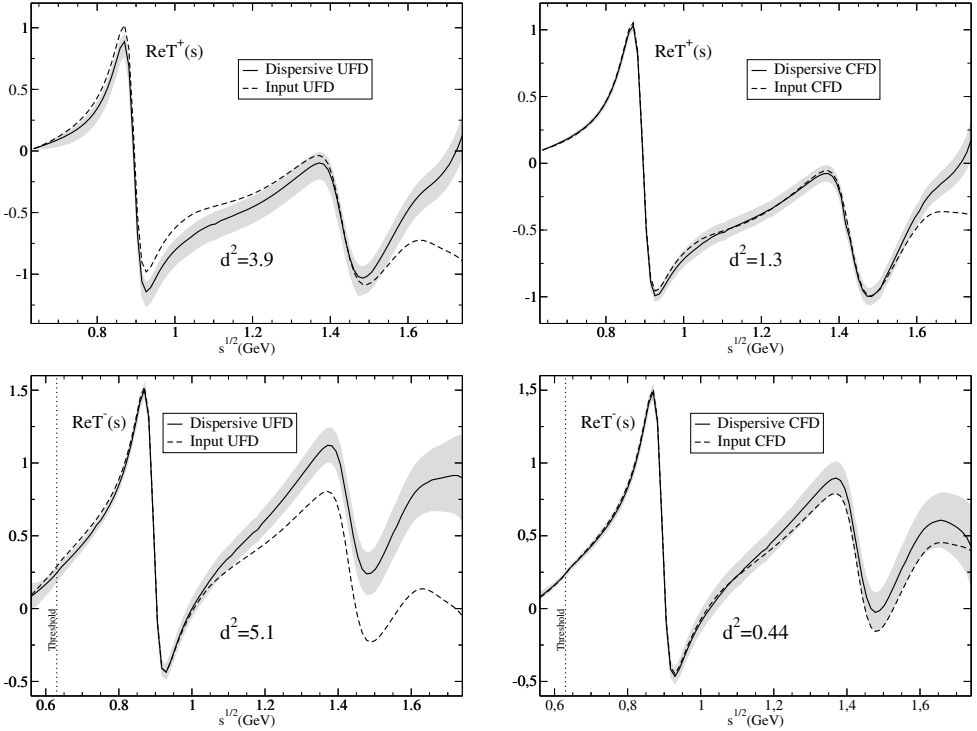 1
0.5
0
-0.5
-1
ReT+(s)
Dispersive UFD
Input UFD
d2=3.9
0.8
1
1.2
1.4
1.6
s1/2(GeV)
1
0.5
0
-0.5
-1
ReT+(s)
Dispersive CFD
Input CFD
d2=1.3
0.8
1
1.2
1.4
1.6
s1/2(GeV)
1.5
1
0.5
0
-0.5
ReT-(s)
Dispersive UFD
Input UFD
Threshold
d2=5.1
0.6
0.8
1
1.2
1.4
1.6
s1/2(GeV)
1,5
1
0,5
0
-0,5
ReT-(s)
Dispersive CFD
Input CFD
Threshold
d2=0.44
0,6
0,8
1
1,2
1,4
1,6
s1/2(GeV)